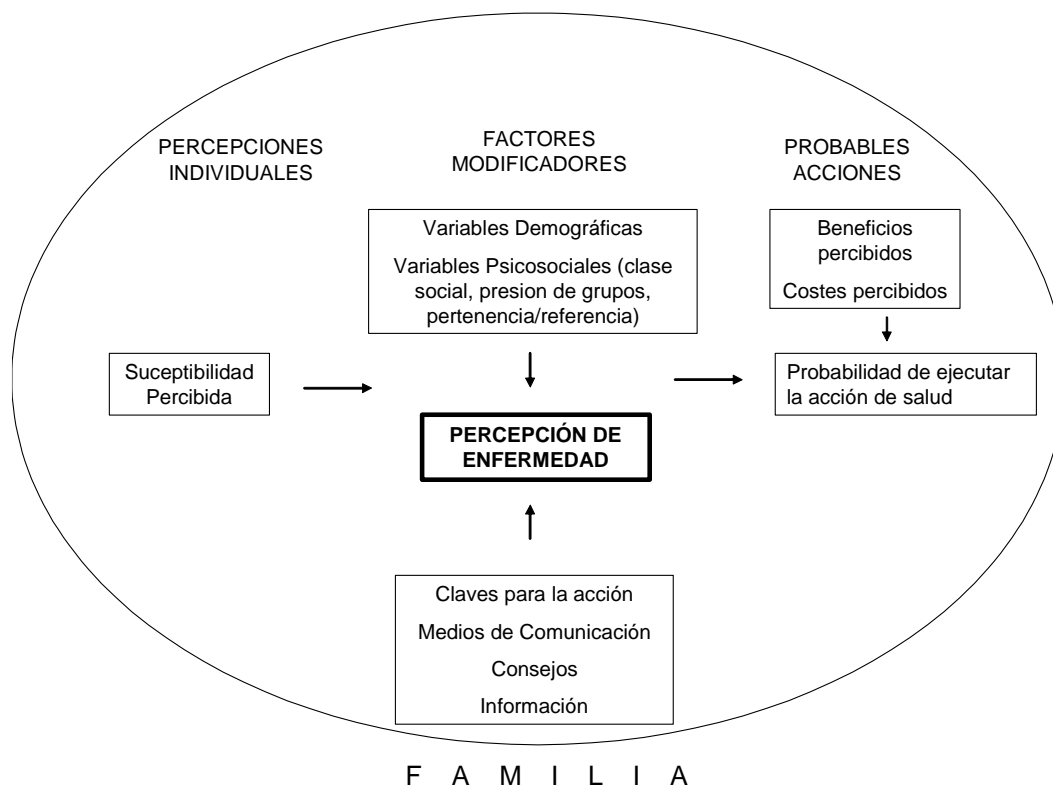 PERCEPCIONES
INDIVIDUALES
FACTORES
MODIFICADORES
PROBABLES
ACCIONES
Variables Demográficas
Variables Psicosociales (clase
social, presion de grupos,
pertenencia/referencia)
Beneficios
percibidos
Costes percibidos
Suceptibilidad
Percibida
Probabilidad de ejecutar
la acción de salud
PERCEPCIÓN DE
ENFERMEDAD
Claves para la acción
Medios de Comunicación
Consejos
Información
F A M I L I A